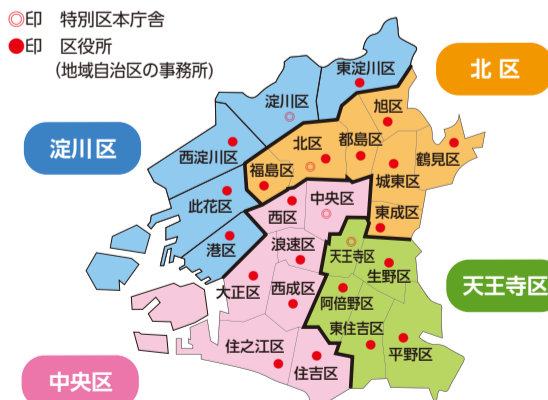 ◎印 特別区本庁舎
●印 区役所
(地域自治区の事務所)
北区
東淀川区
淀川区
旭区
淀川区
西淀川区
北区
都島区
鶴見区
福島区
城東区
此花区
中央区
西区
東成区
港区
浪速区
天王寺区
生野区
天王寺区
大正区
西成区
阿倍野区
東住吉区
住之江区
平野区
住吉区
中央区